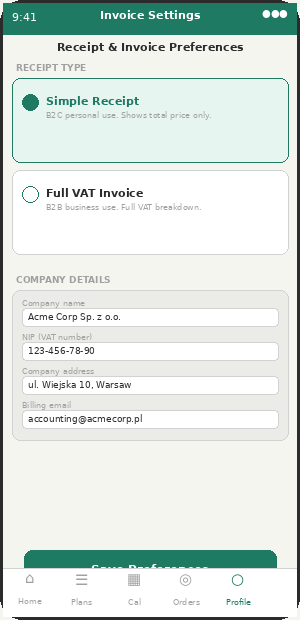 9:41
Invoice Settings
Receipt & Invoice Preferences
RECEIPT TYPE
Simple Receipt
B2C personal use. Shows total price only.
Full VAT Invoice
B2B business use. Full VAT breakdown.
COMPANY DETAILS
Company name
Acme Corp Sp. z o.o.
NIP (VAT number)
123-456-78-90
Company address
ul. Wiejska 10, Warsaw
Billing email
accounting@acmecorp.pl
Save Preferences
Home Plans Cal Orders Profile